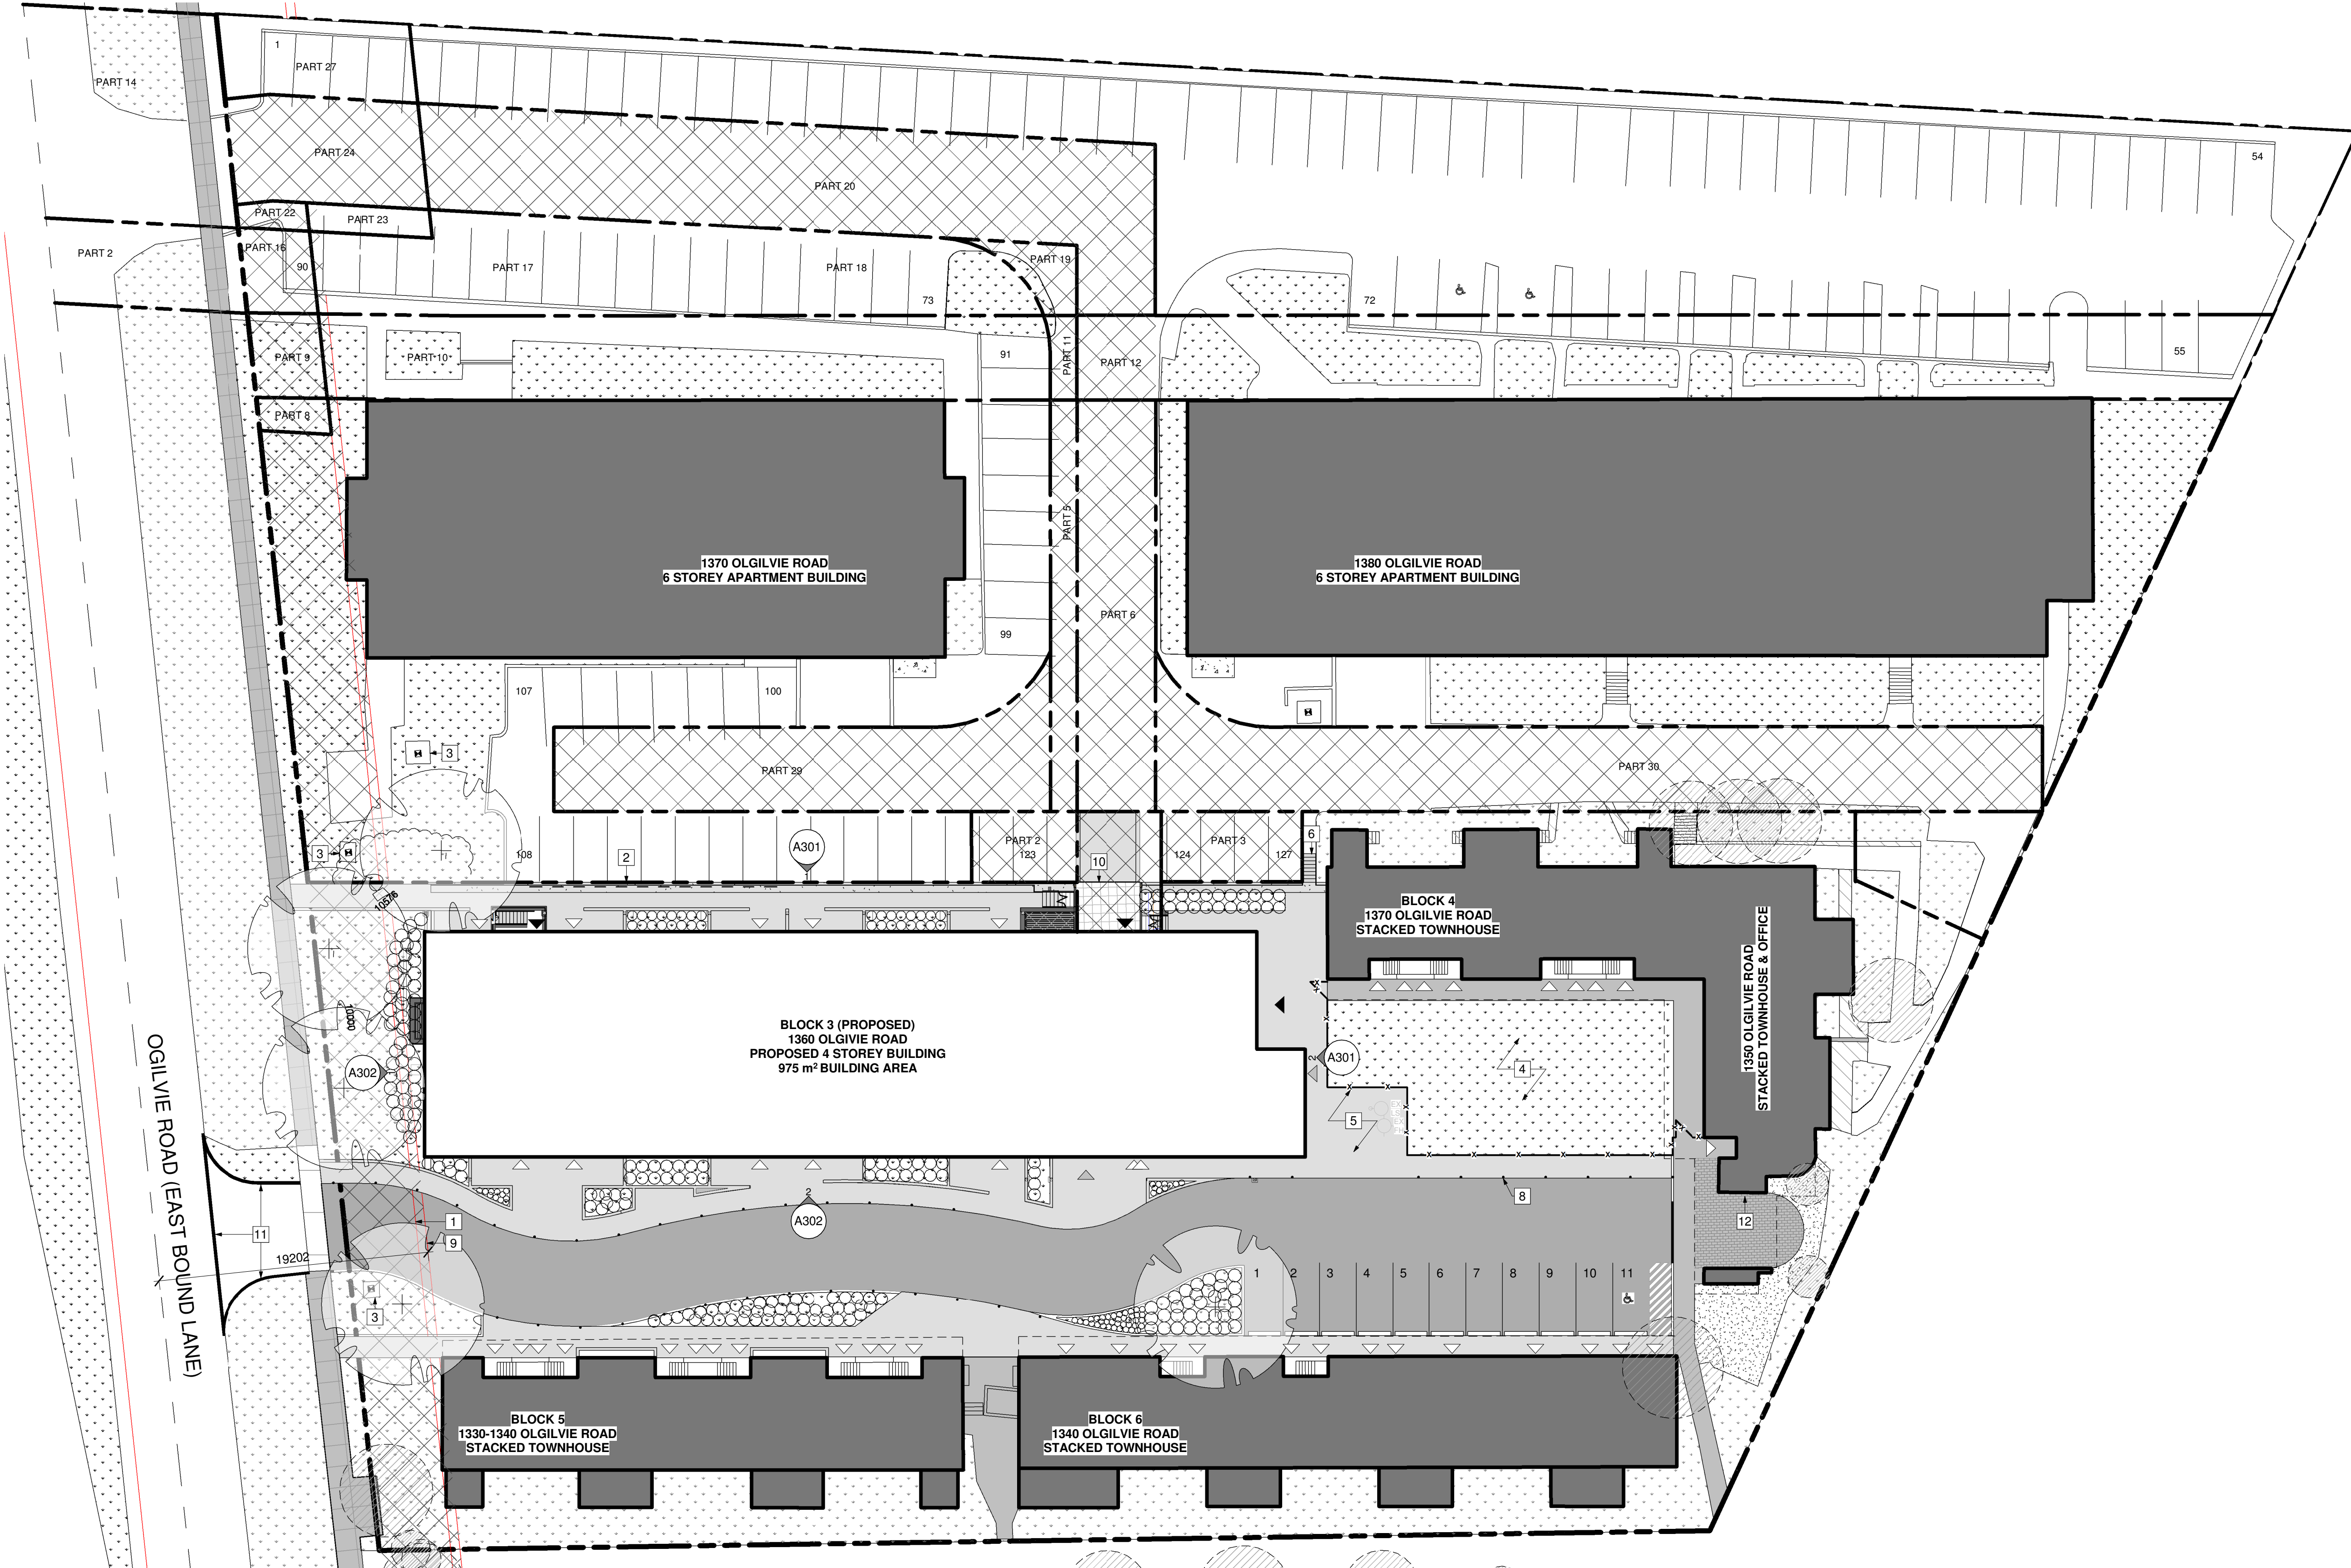 1
PART 27
PART 14
54
PART 24
PART 20
PART 22
PART 23
PART 16
PART 2
90
PART 17
PART 18
PART 19
73
72
PART 9
PART 10
91
PART 11
PART 12
55
PART 8
PART 5
1370 OLGILVIE ROAD
6 STOREY APARTMENT BUILDING
1380 OLGILVIE ROAD
6 STOREY APARTMENT BUILDING
PART 6
99
107
100
3
PART 29
PART 30
3
108
2
A301
1
PART 2
123
10
124
PART 3
127
6
10526
BLOCK 4
1370 OLGILVIE ROAD
STACKED TOWNHOUSE
1350 OLGILVIE ROAD
STACKED TOWNHOUSE & OFFICE
10000
BLOCK 3 (PROPOSED)
1360 OLGIVIE ROAD
PROPOSED 4 STOREY BUILDING
975 m² BUILDING AREA
A302
1
2
A301
4
5
OGILVIE ROAD (EAST BOUND LANE)
2
A302
8
12
1
9
11
19202
3
1
2
3
4
5
6
7
8
9
10
11
BLOCK 5
1330-1340 OLGILVIE ROAD
STACKED TOWNHOUSE
BLOCK 6
1340 OLGILVIE ROAD
STACKED TOWNHOUSE